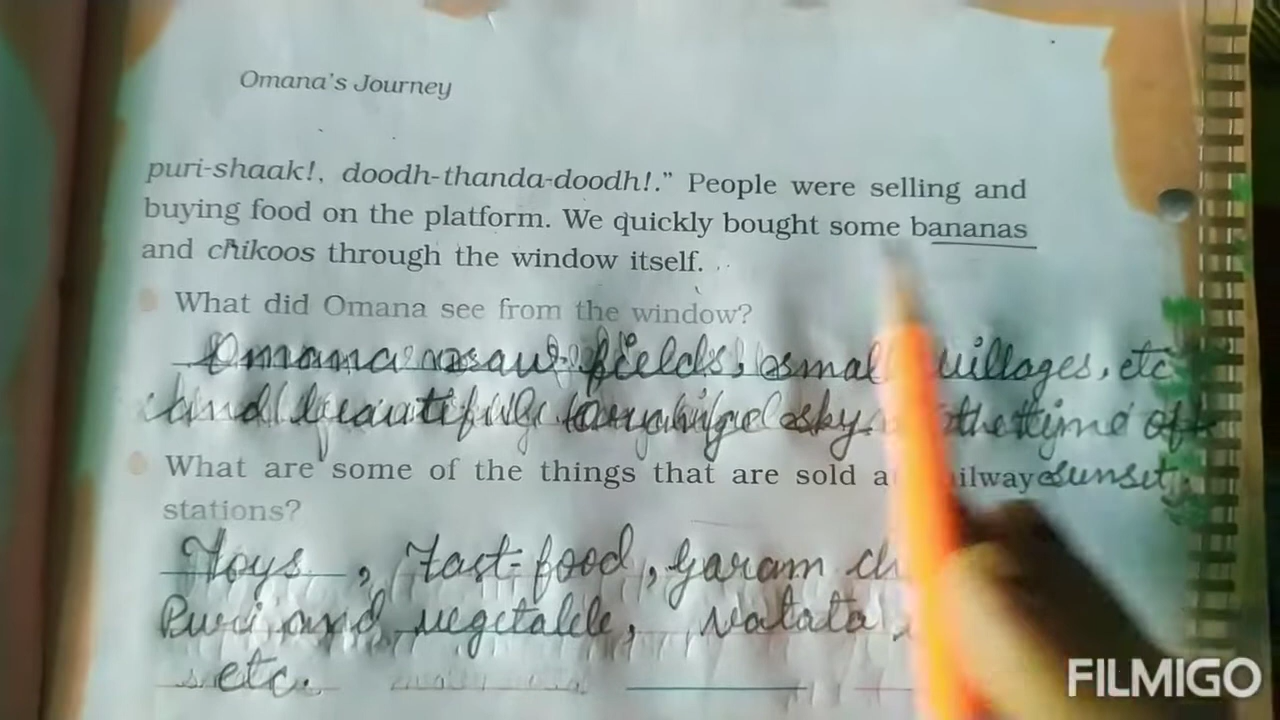 Omana's Journey
puri-shaak!, doodh-thanda-doodh!." People were selling and
buying food on the platform. We quickly bought some bananas
and chikoos through the window itself.
What did Omana see from the window?
Omana saw fields, small villages, etc
and beautiful sky the time of
What are some of the things that are sold
sunset.
stations?
Toys, Fast-food, garam
Puri and vegetable, Vatata
etc.
FILMIGO